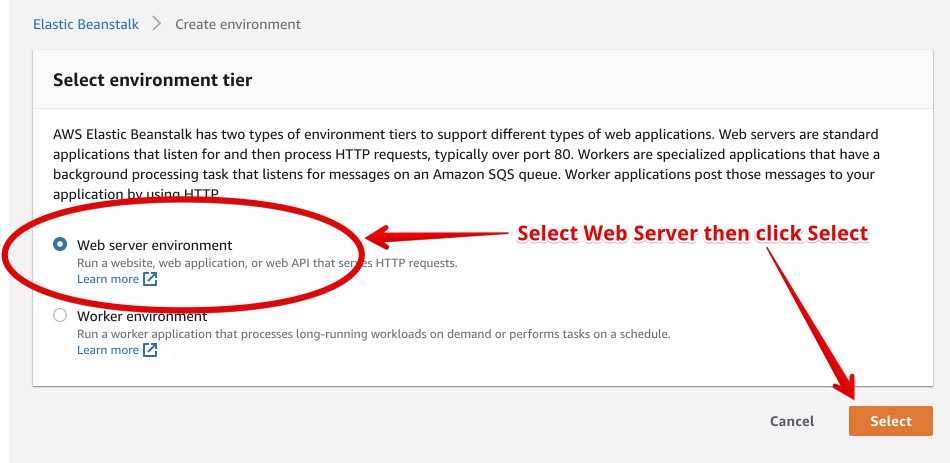 Elastic Beanstalk > Create environment
Select environment tier
AWS Elastic Beanstalk has two types of environment tiers to support different types of web applications. Web servers are standard
applications that listen for and then process HTTP requests, typically over port 80. Workers are specialized applications that have a
background processing task that listens for messages on an Amazon SQS queue. Worker applications post those messages to your
application by using HTTP.
Web server environment
Run a website, web application, or web API that serves HTTP requests.
Learn more
Select Web Server then click Select
Worker environment
Run a worker application that processes long-running workloads on demand or performs tasks on a schedule.
Learn more
Cancel Select